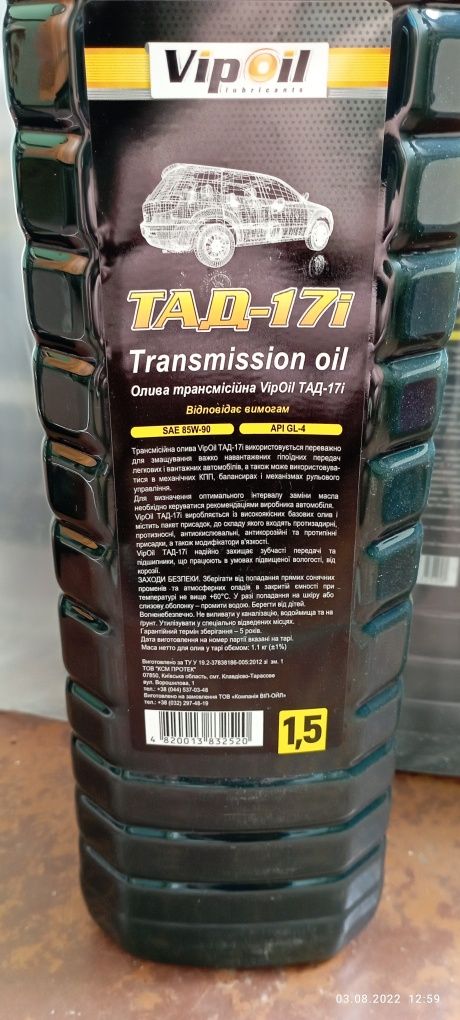 VipOil
lubricants
ТАД-17і
Transmission oil
Олива трансмісійна VipOil ТАД-17і
Відповідає вимогам
SAE 85W-90 API GL-4
Трансмісійна олива VipOil ТАД-17і використовується переважно
для змащування важко навантажених гіпоїдних передач
легкових і вантажних автомобілів, а також може використовува-
тися в механічних КПП, балансирах і механізмах рульового
управління.
Для визначення оптимального інтервалу заміни масла
необхідно керуватися рекомендаціями виробника автомобіля.
VipOil ТАД-17і виробляється із високоякісних базових олив і
містить пакет присадок, до складу якого входять протизадирні,
протизносні, антиокислювальні, антикорозійні та протипінні
присадки, а також модифікатори в'язкості.
VipOil ТАД-17і надійно захищає зубчасті передачі та
підшипники, що працюють в умовах підвищеної вологості, від
корозії.
ЗАХОДИ БЕЗПЕКИ. Зберігати від попадання прямих сонячних
променів та атмосферних опадів в закритій ємності при
температурі не вище +60°С. У разі попадання на шкіру або
слизову оболонку – промити водою. Берегти від дітей.
Вогненебезпечно. Не виливати у каналізацію, водоймища та на
ґрунт. Утилізувати у спеціально відведених місцях.
Гарантійний термін зберігання – 5 років.
Дата виготовлення на номер партії вказані на тарі.
Маса нетто для олив у тарі обсємом: 1.1 кг (±1%)
Виготовлено за ТУ У 19.2-37838186-005:2012 зі зм. 1
ТОВ "КСМ ПРОТЕК"
07850, Київська область, смт. Клавдієво-Тарасове
вул. Ворошилова, 1
тел.: +38 (044) 537-03-48
Виготовлено на замовлення ТОВ «Компанія ВІП-ОЙЛ»
тел.: +38 (032) 297-48-19
4 820013 832520
1,5
03.08.2022 12:59